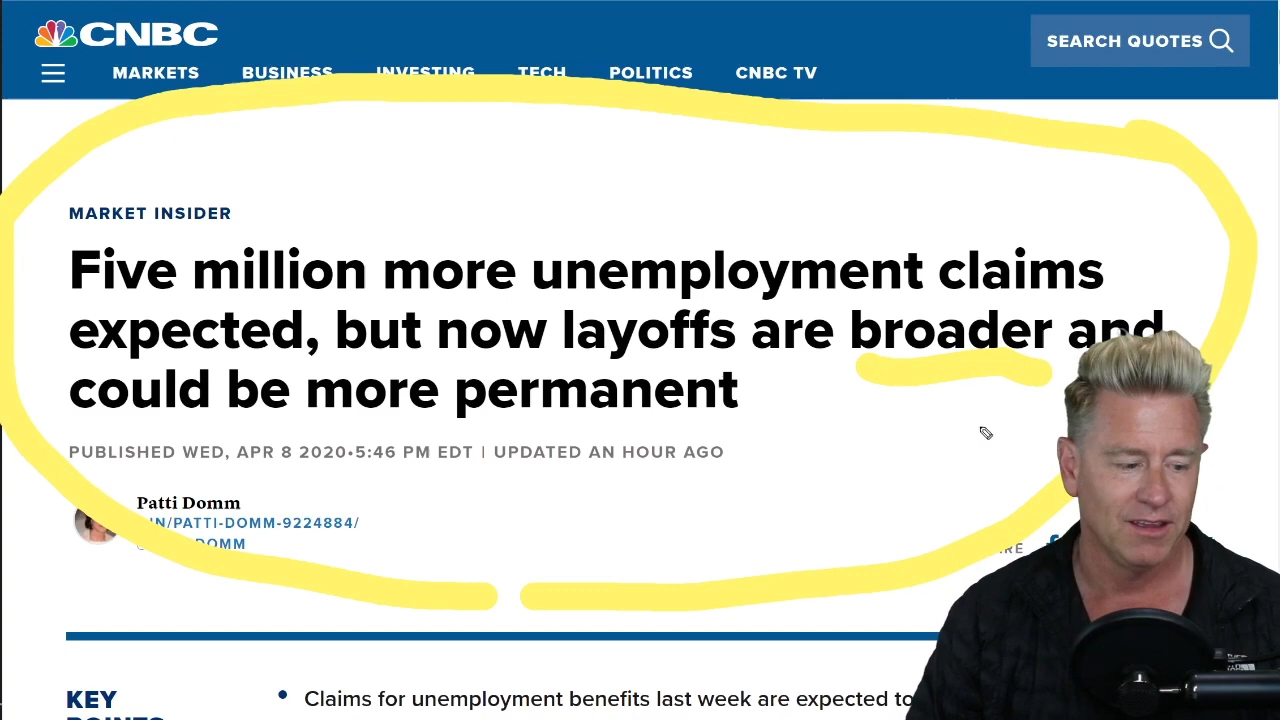 CNBC
SEARCH QUOTES
MARKETS BUSINESS INVESTING TECH POLITICS CNBC TV
MARKET INSIDER
Five million more unemployment claims
expected, but now layoffs are broader and
could be more permanent
PUBLISHED WED, APR 8 2020•5:46 PM EDT | UPDATED AN HOUR AGO
Patti Domm
IN/PATTI-DOMM-9224884/
DOMM
KEY
POINTS
Claims for unemployment benefits last week are expected to